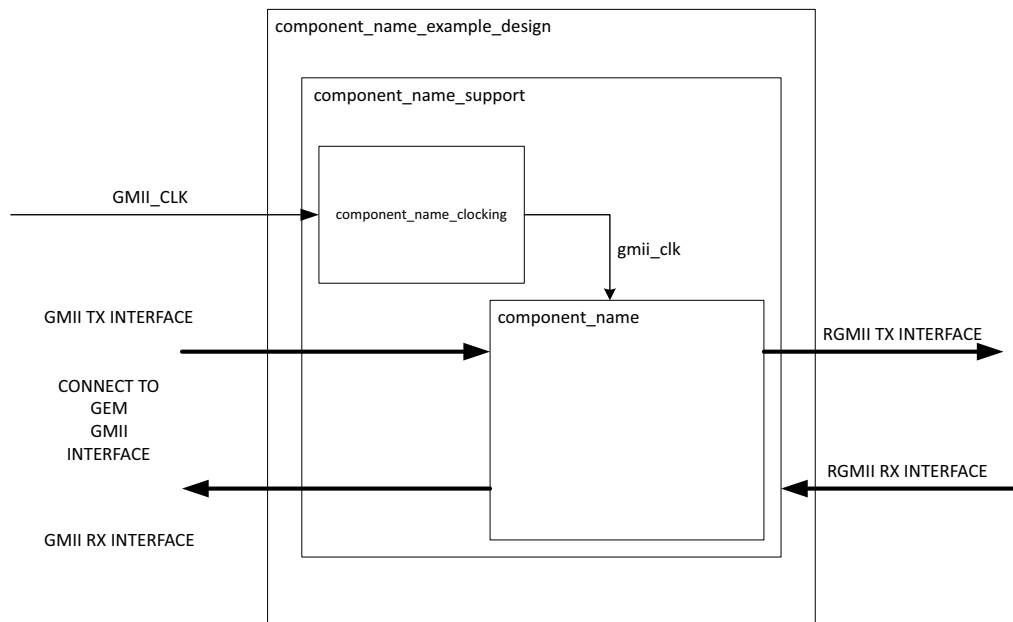 component_name_example_design
component_name_support
GMII_CLK
component_name_clocking
gmii_clk
GMII TX INTERFACE
component_name
RGMII TX INTERFACE
CONNECT TO
GEM
GMII
INTERFACE
RGMII RX INTERFACE
GMII RX INTERFACE